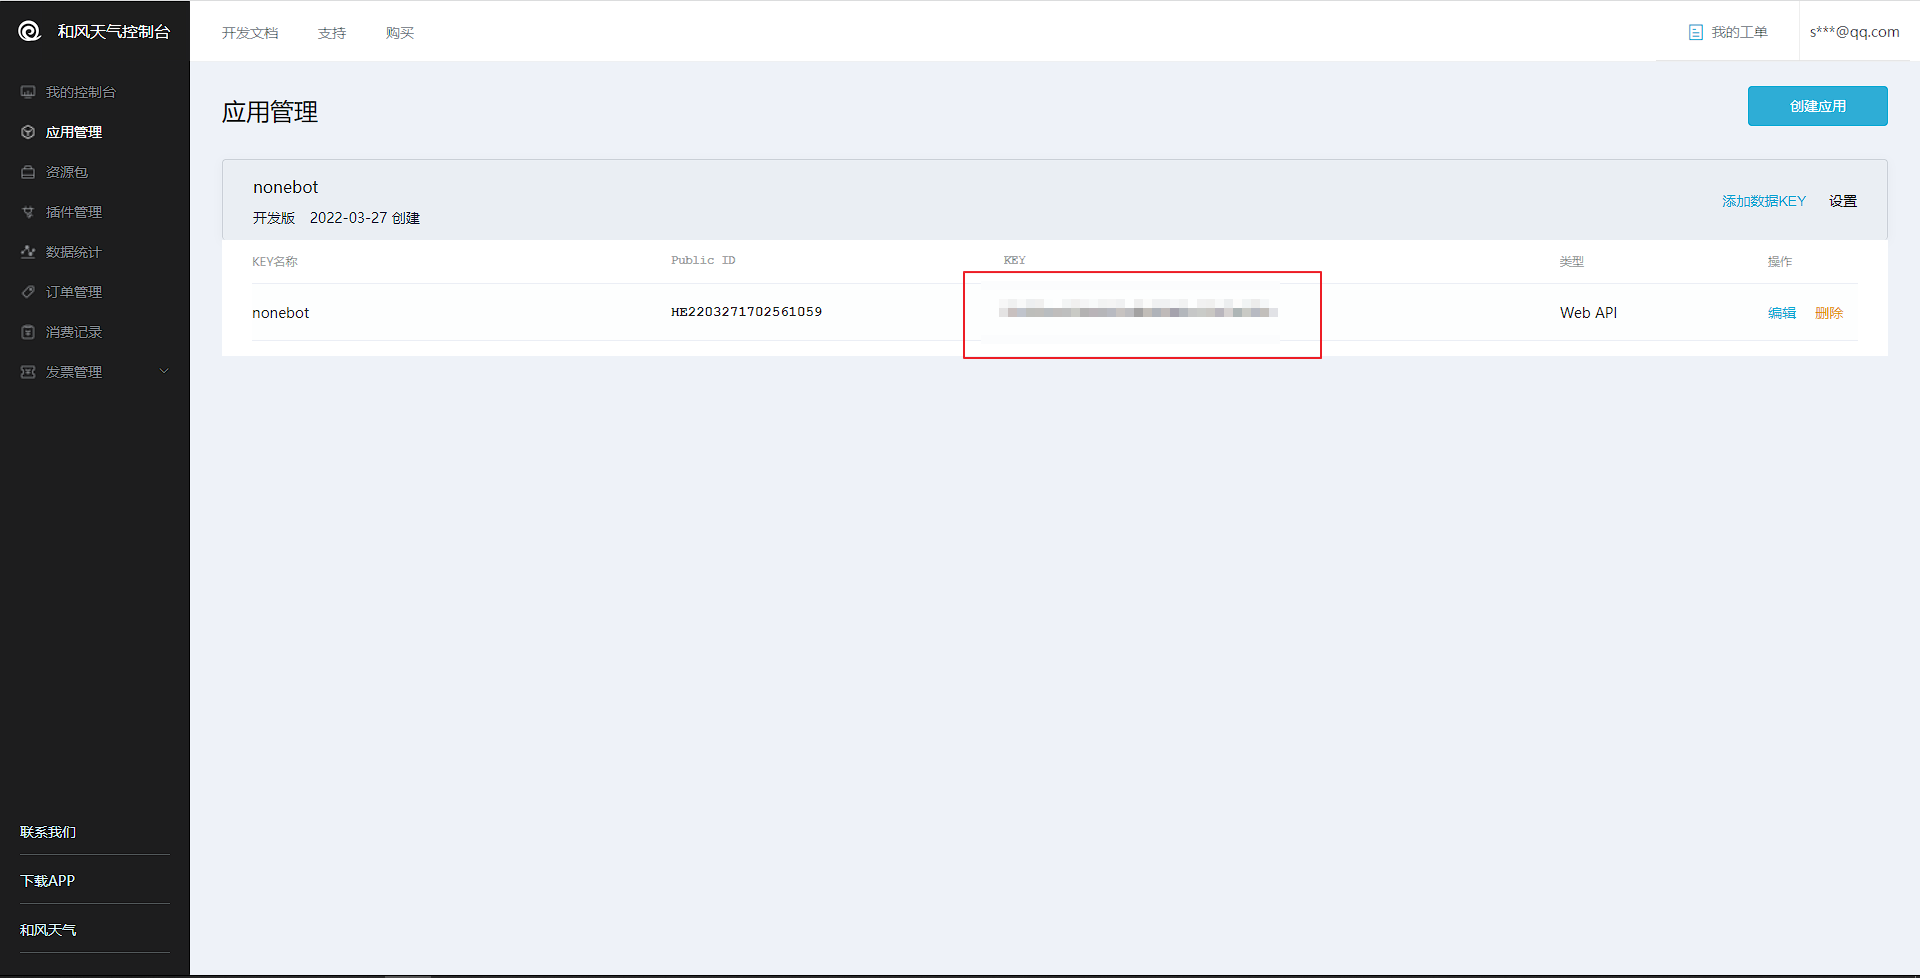 和风天气控制台
开发文档 支持 购买
我的工单 s***@qq.com
我的控制台
应用管理
资源包
插件管理
数据统计
订单管理
消费记录
发票管理
联系我们
下载APP
和风天气
应用管理
创建应用
nonebot
开发版 2022-03-27 创建
添加数据KEY 设置
KEY名称 Public ID KEY 类型 操作
nonebot HE2203271702561059 Web API 编辑 删除